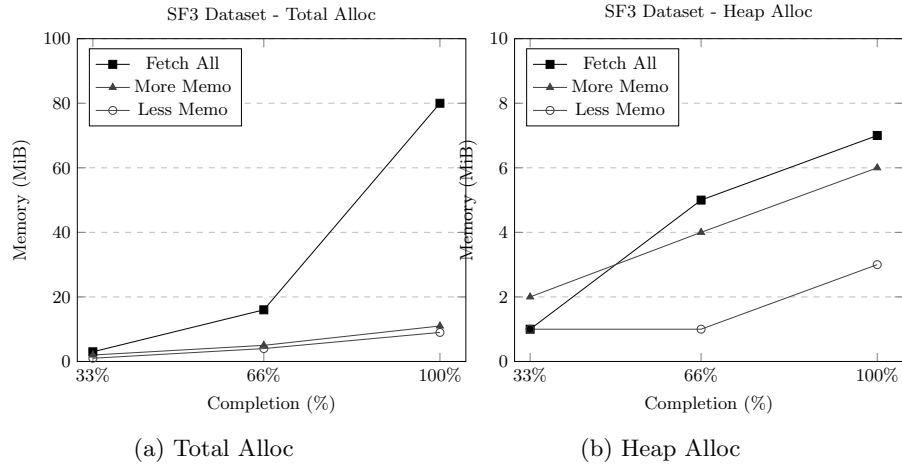 SF3 Dataset - Total Alloc
100
80
60
40
20
0
Memory (MiB)
Fetch All
More Memo
Less Memo
33%
66%
100%
Completion (%)
(a) Total Alloc
SF3 Dataset - Heap Alloc
10
8
6
4
2
0
Memory (MiB)
Fetch All
More Memo
Less Memo
33%
66%
100%
Completion (%)
(b) Heap Alloc